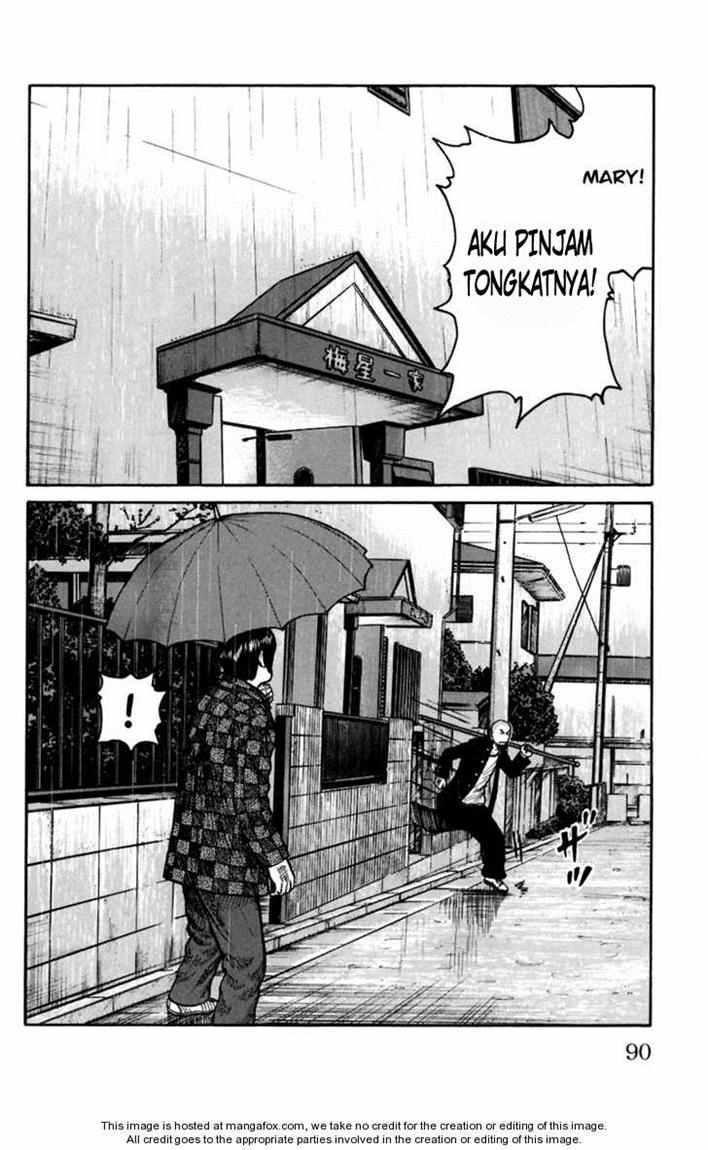 MARY!
AKU PINJAM
TONGKATNYA!
梅星一家
!
ザッ
90
This image is hosted at mangafox.com, we take no credit for the creation or editing of this image.
All credit goes to the appropriate parties involved in the creation or editing of this image.